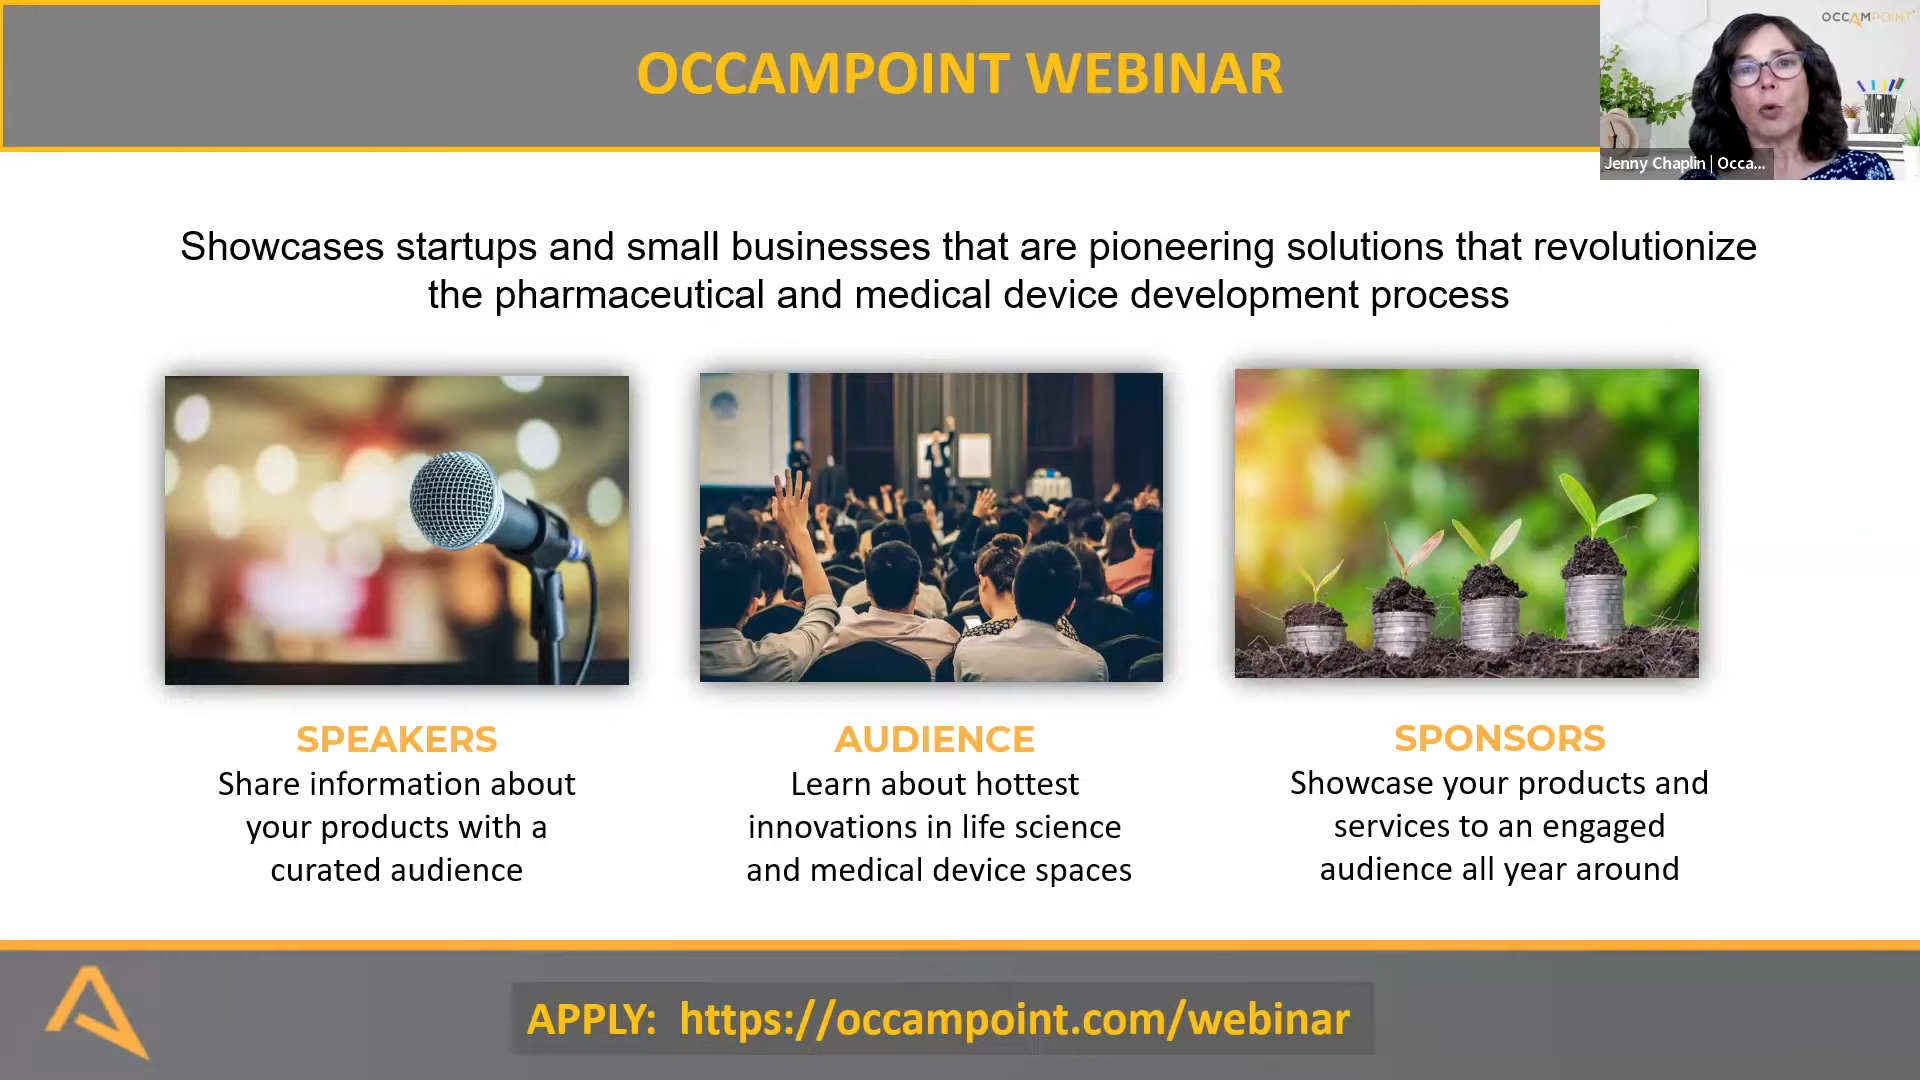 OCCAMPOINT WEBINAR
OCCAMPOINT
Jenny Chaplin | Occa...
Showcases startups and small businesses that are pioneering solutions that revolutionize
the pharmaceutical and medical device development process
SPEAKERS
Share information about
your products with a
curated audience
AUDIENCE
Learn about hottest
innovations in life science
and medical device spaces
SPONSORS
Showcase your products and
services to an engaged
audience all year around
APPLY: https://occampoint.com/webinar